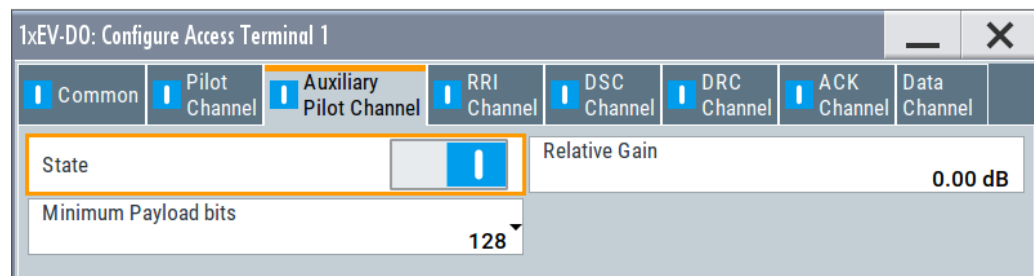 1xEV-DO: Configure Access Terminal 1
Common
Pilot
Channel
Auxiliary
Pilot Channel
RRI
Channel
DSC
Channel
DRC
Channel
ACK
Channel
Data
Channel
State
Relative Gain
0.00 dB
Minimum Payload bits
128